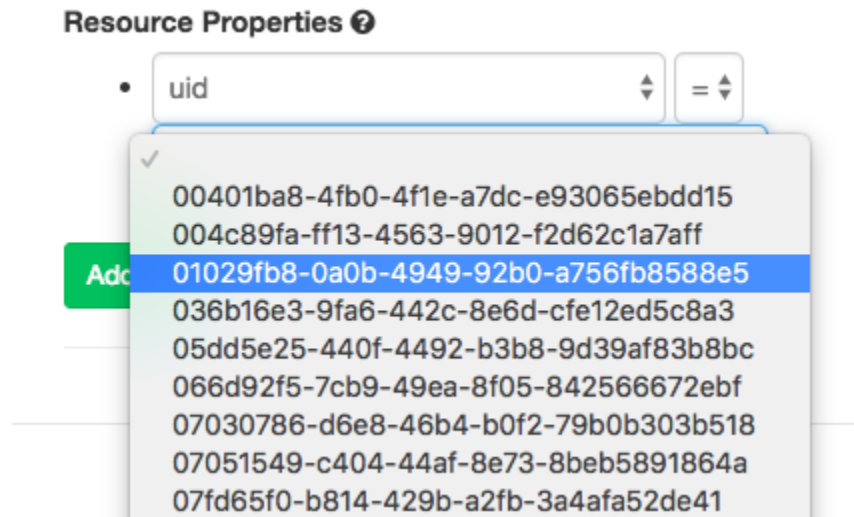 Resource Properties ?
uid
=
00401ba8-4fb0-4f1e-a7dc-e93065ebdd15
004c89fa-ff13-4563-9012-f2d62c1a7aff
Add
01029fb8-0a0b-4949-92b0-a756fb8588e5
036b16e3-9fa6-442c-8e6d-cfe12ed5c8a3
05dd5e25-440f-4492-b3b8-9d39af83b8bc
066d92f5-7cb9-49ea-8f05-842566672ebf
07030786-d6e8-46b4-b0f2-79b0b303b518
07051549-c404-44af-8e73-8beb5891864a
07fd65f0-b814-429b-a2fb-3a4afa52de41